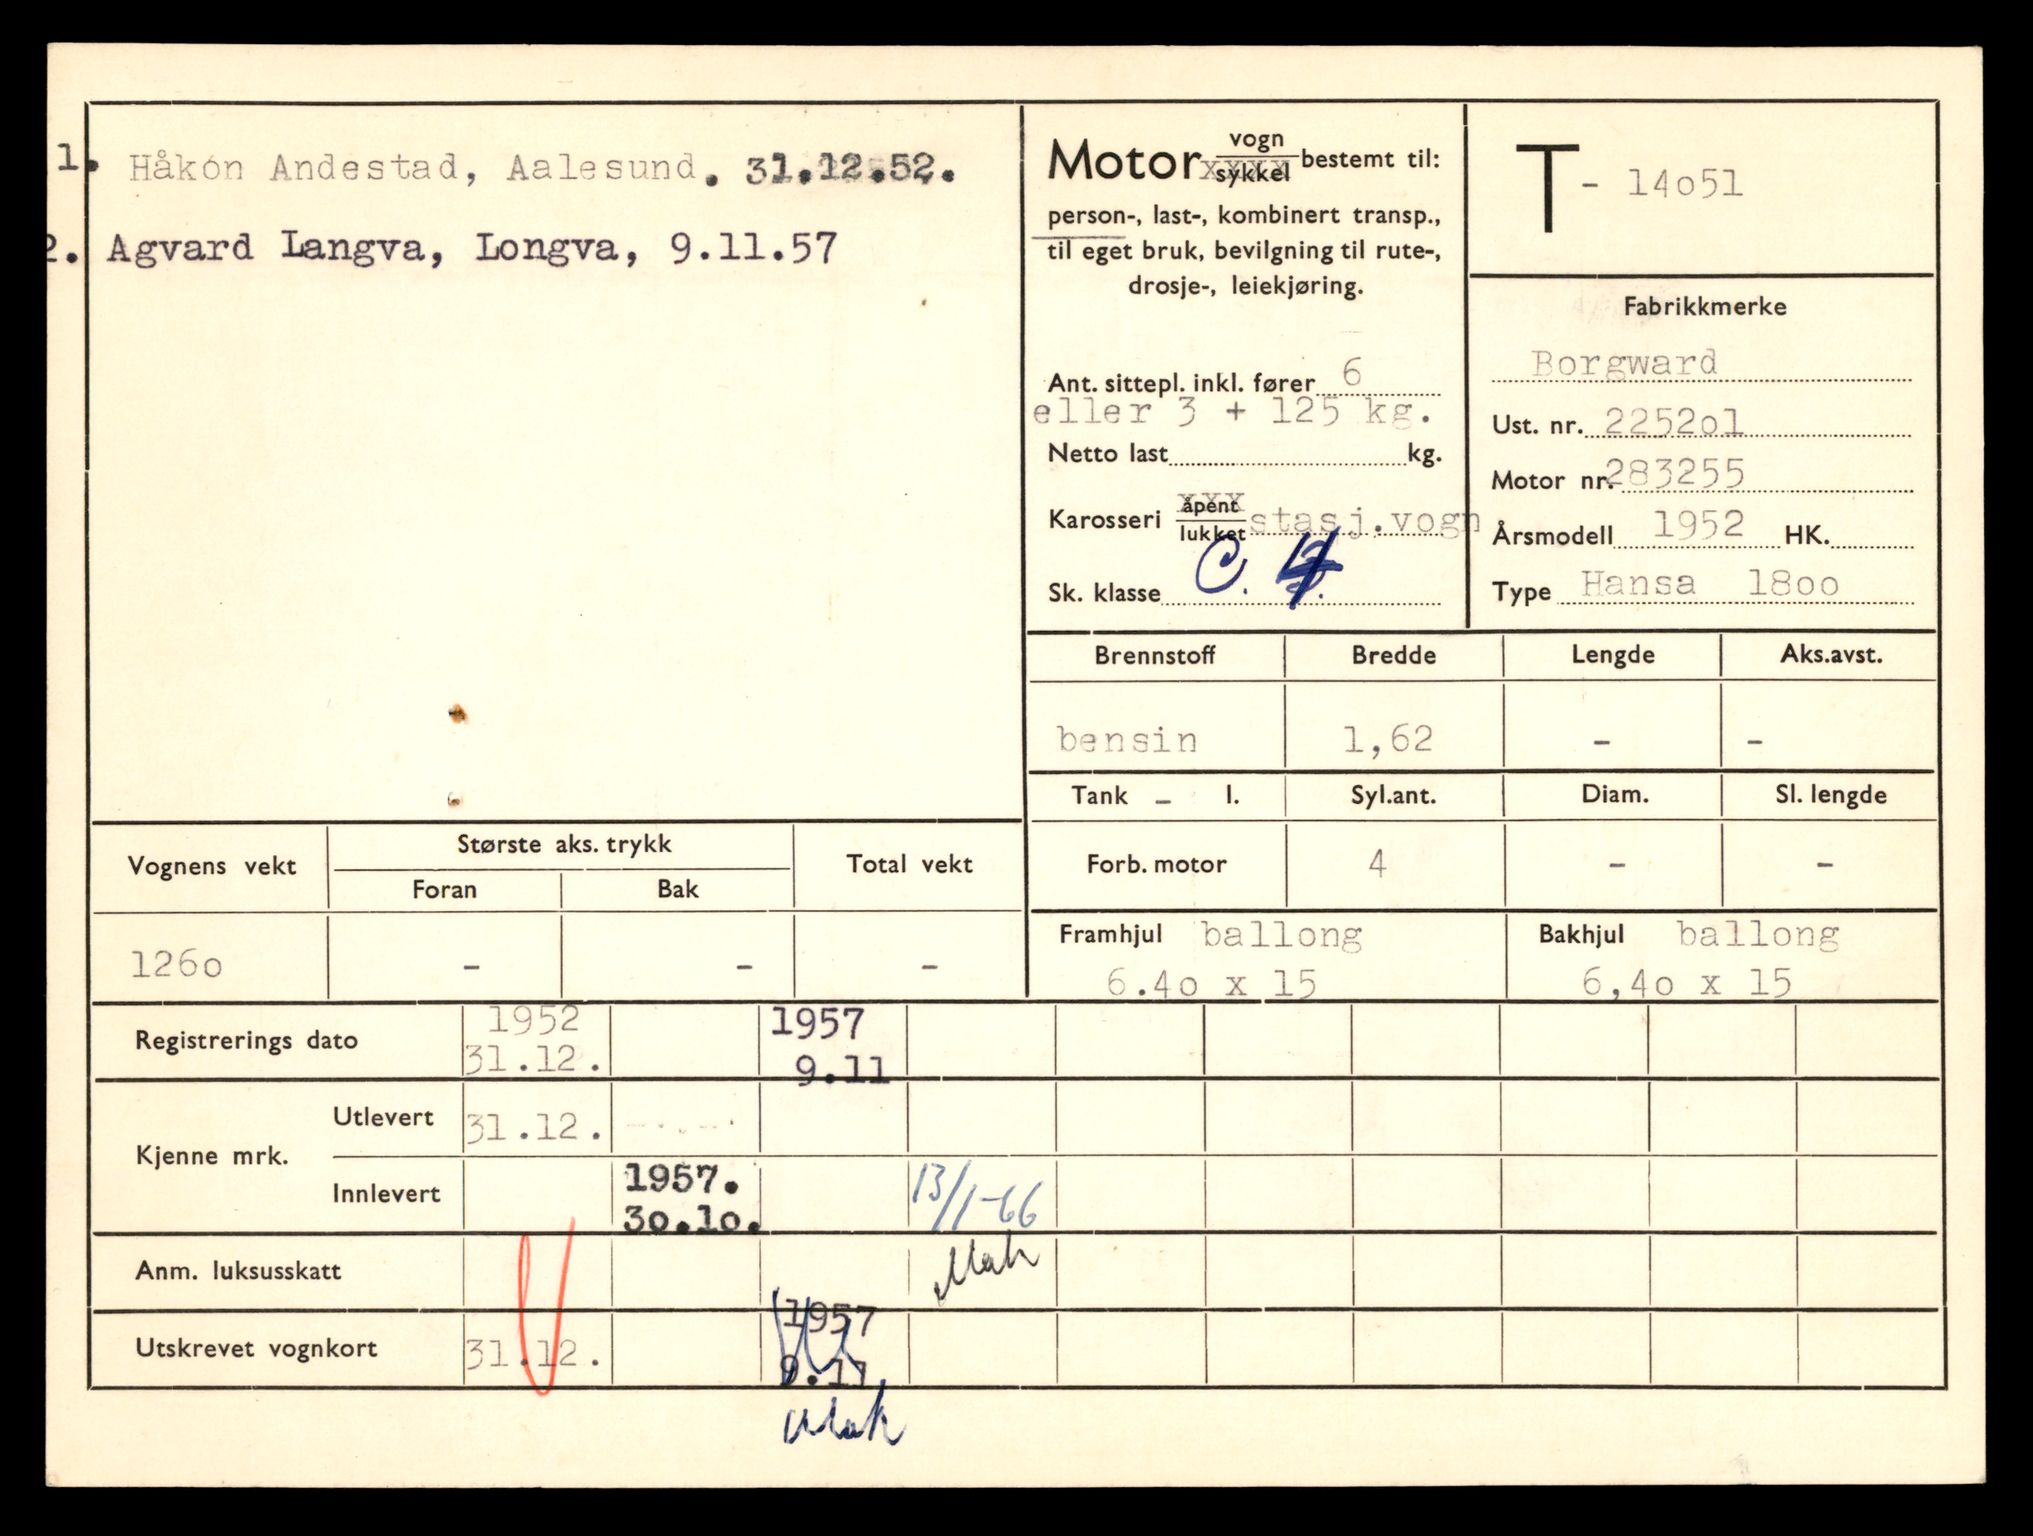 1. Håkon Andestad, Aalesund. 31.12.52.
2. Agvard Langva, Longva, 9.11.57
Motor vogn
sykkel bestemt til:
person-, last-, kombinert transp.,
til eget bruk, bevilgning til rute-,
drosje-, leiekjøring.
Ant. sittepl. inkl. fører 6
eller 3 + 125 kg.
Netto last kg.
Karosseri åpent
lukket stasj.vogn
Sk. klasse C.
T - 14o51
Fabrikkmerke
Borgward
Ust. nr. 2252o1
Motor nr. 283255
Årsmodell 1952 HK.
Type Hansa 18oo
Brennstoff Bredde Lengde Aks.avst.
bensin 1,62 - -
Tank - l. Syl.ant. Diam. Sl. lengde
Forb. motor 4 - -
Vognens vekt Største aks. trykk Total vekt
Foran Bak
126o - - -
Framhjul ballong
6.4o x 15
Bakhjul ballong
6,4o x 15
Registrerings dato 1952 1957
31.12. 9.11
Kjenne mrk. Utlevert 31.12.
Innlevert 1957. 13/1-66
3o.1o.
Anm. luksusskatt
1957
Utskrevet vognkort 31.12. 9.11